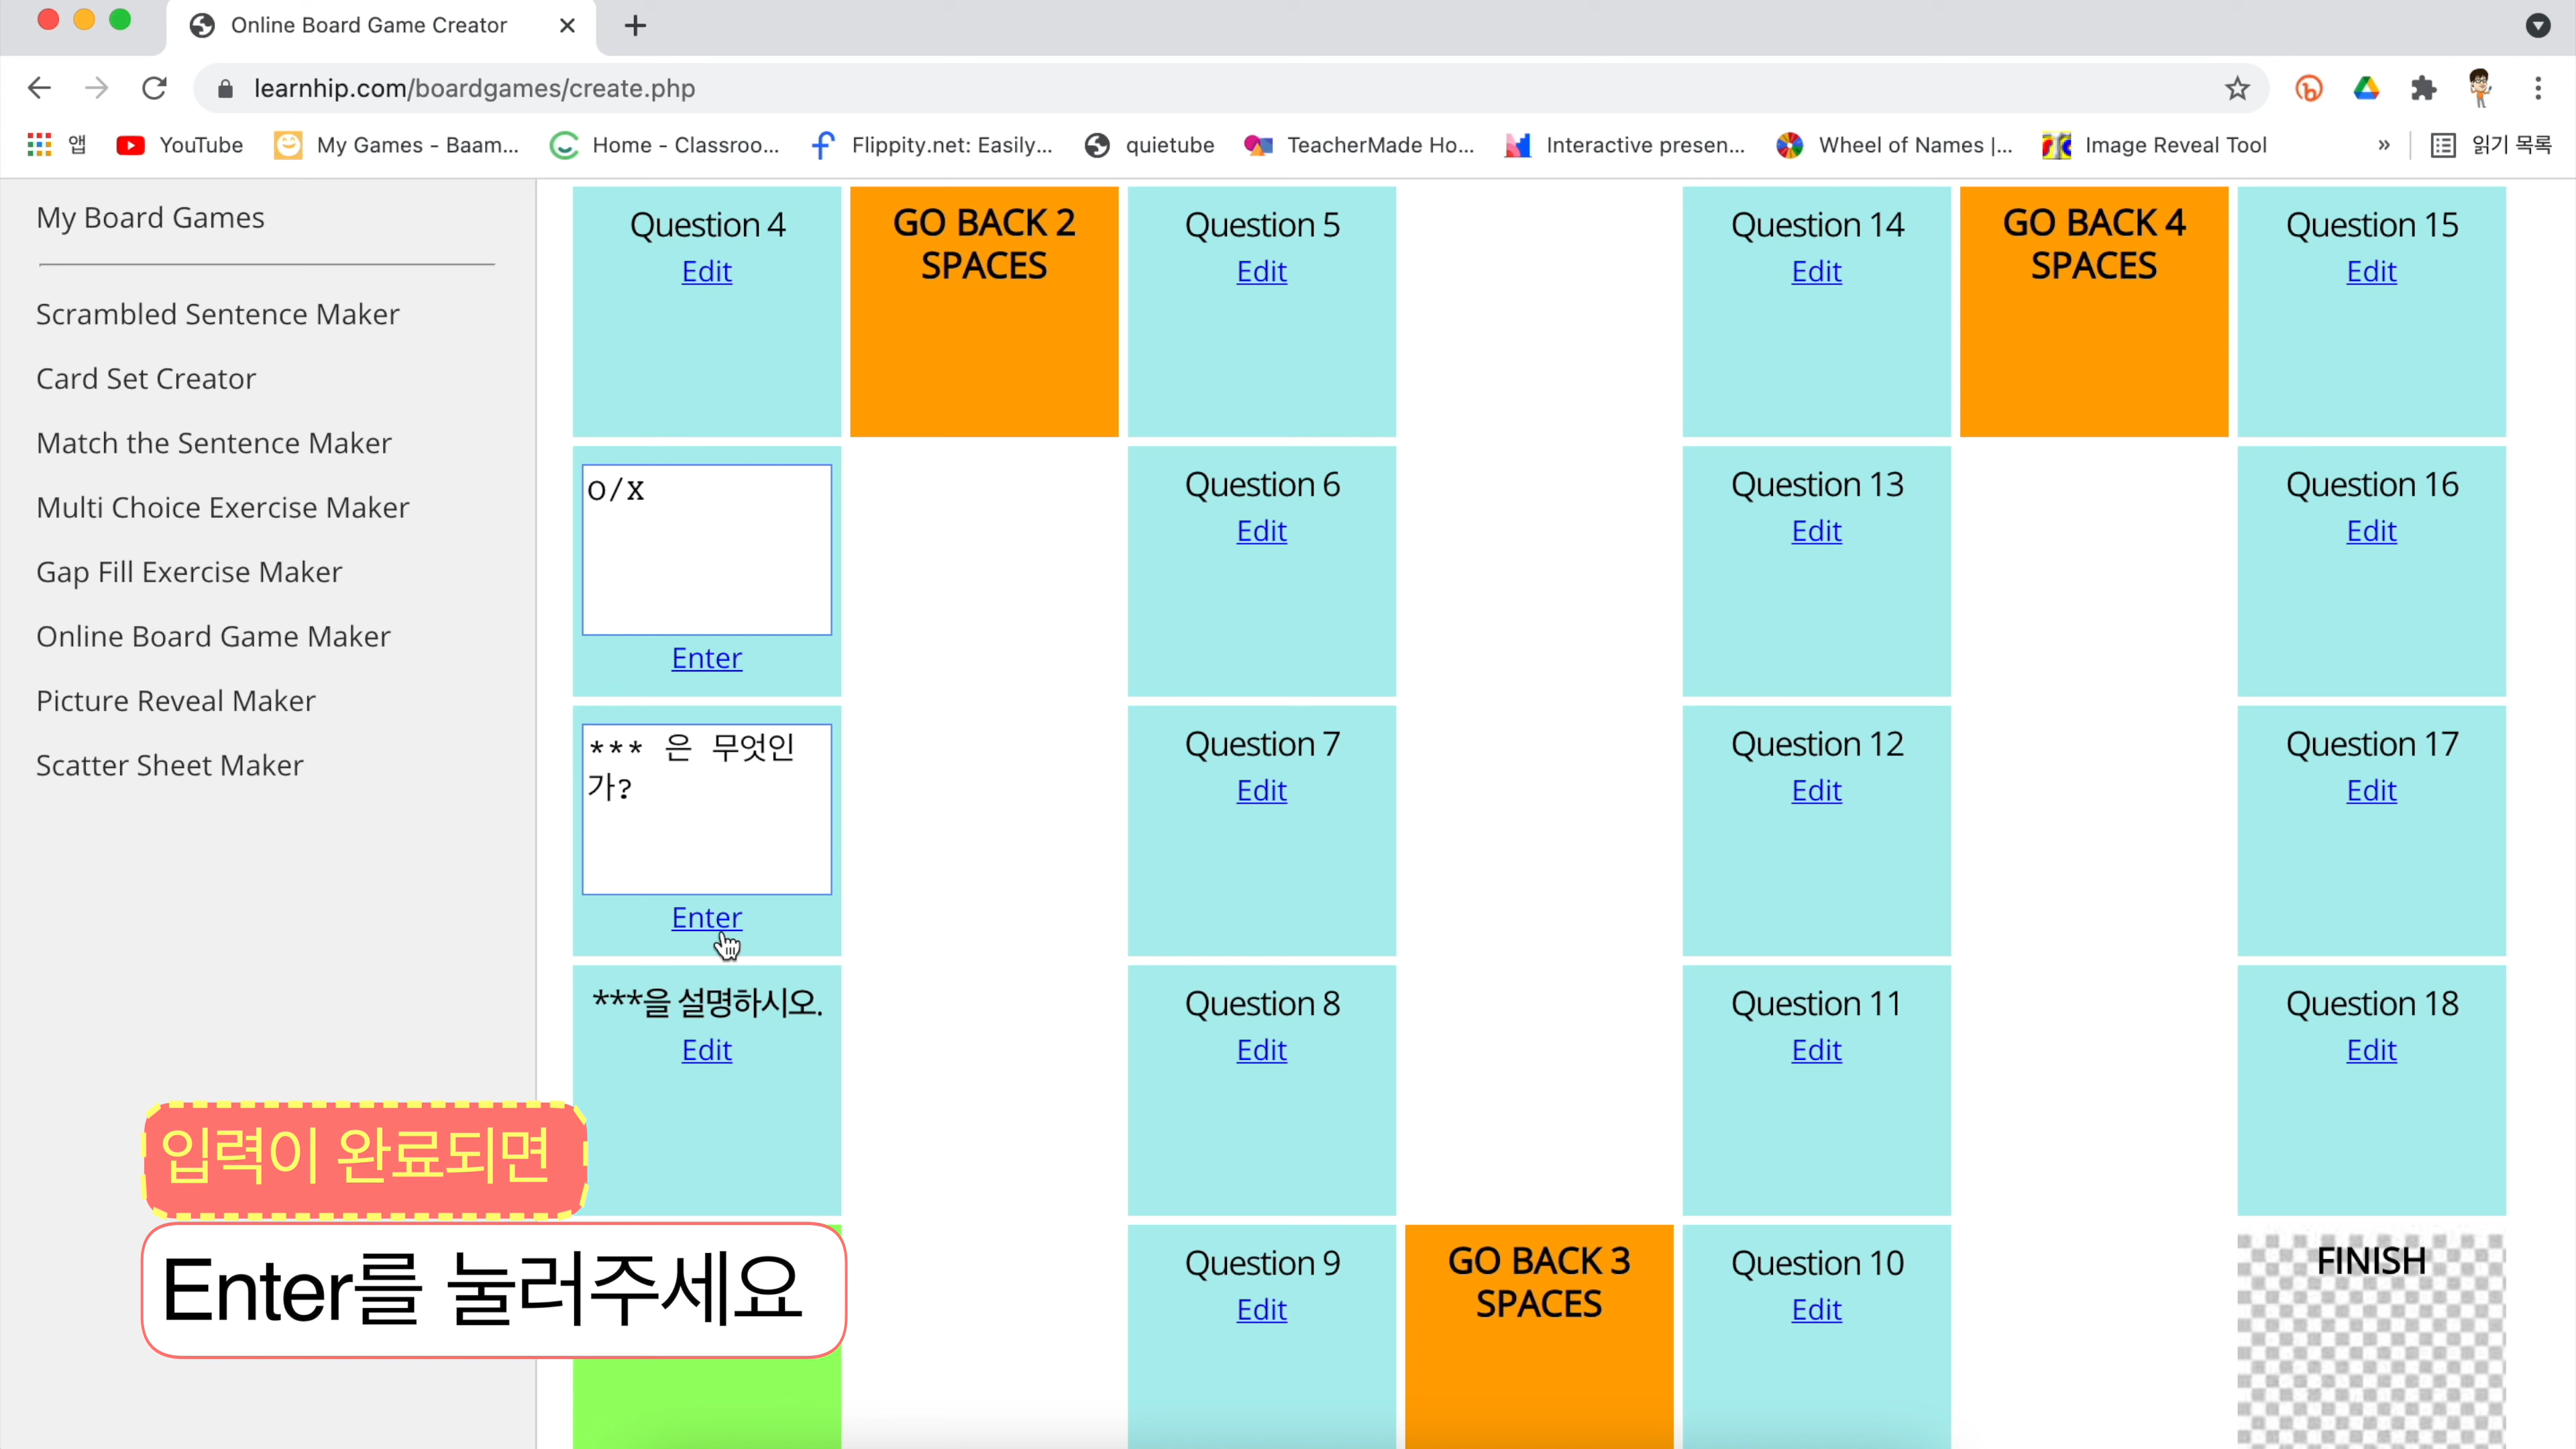 Online Board Game Creator
learnhip.com/boardgames/create.php
앱
YouTube
My Games - Baam...
Home - Classroo...
Flippity.net: Easily...
quietube
TeacherMade Ho...
Interactive presen...
Wheel of Names |...
Image Reveal Tool
»
읽기 목록
My Board Games
Scrambled Sentence Maker
Card Set Creator
Match the Sentence Maker
Multi Choice Exercise Maker
Gap Fill Exercise Maker
Online Board Game Maker
Picture Reveal Maker
Scatter Sheet Maker
Question 4
Edit
GO BACK 2
SPACES
Question 5
Edit
Question 14
Edit
GO BACK 4
SPACES
Question 15
Edit
o/x
Enter
Question 6
Edit
Question 13
Edit
Question 16
Edit
*** 은 무엇인
가?
Enter
Question 7
Edit
Question 12
Edit
Question 17
Edit
***을 설명하시오.
Edit
Question 8
Edit
Question 11
Edit
Question 18
Edit
Question 9
Edit
GO BACK 3
SPACES
Question 10
Edit
FINISH
입력이 완료되면
Enter를 눌러주세요